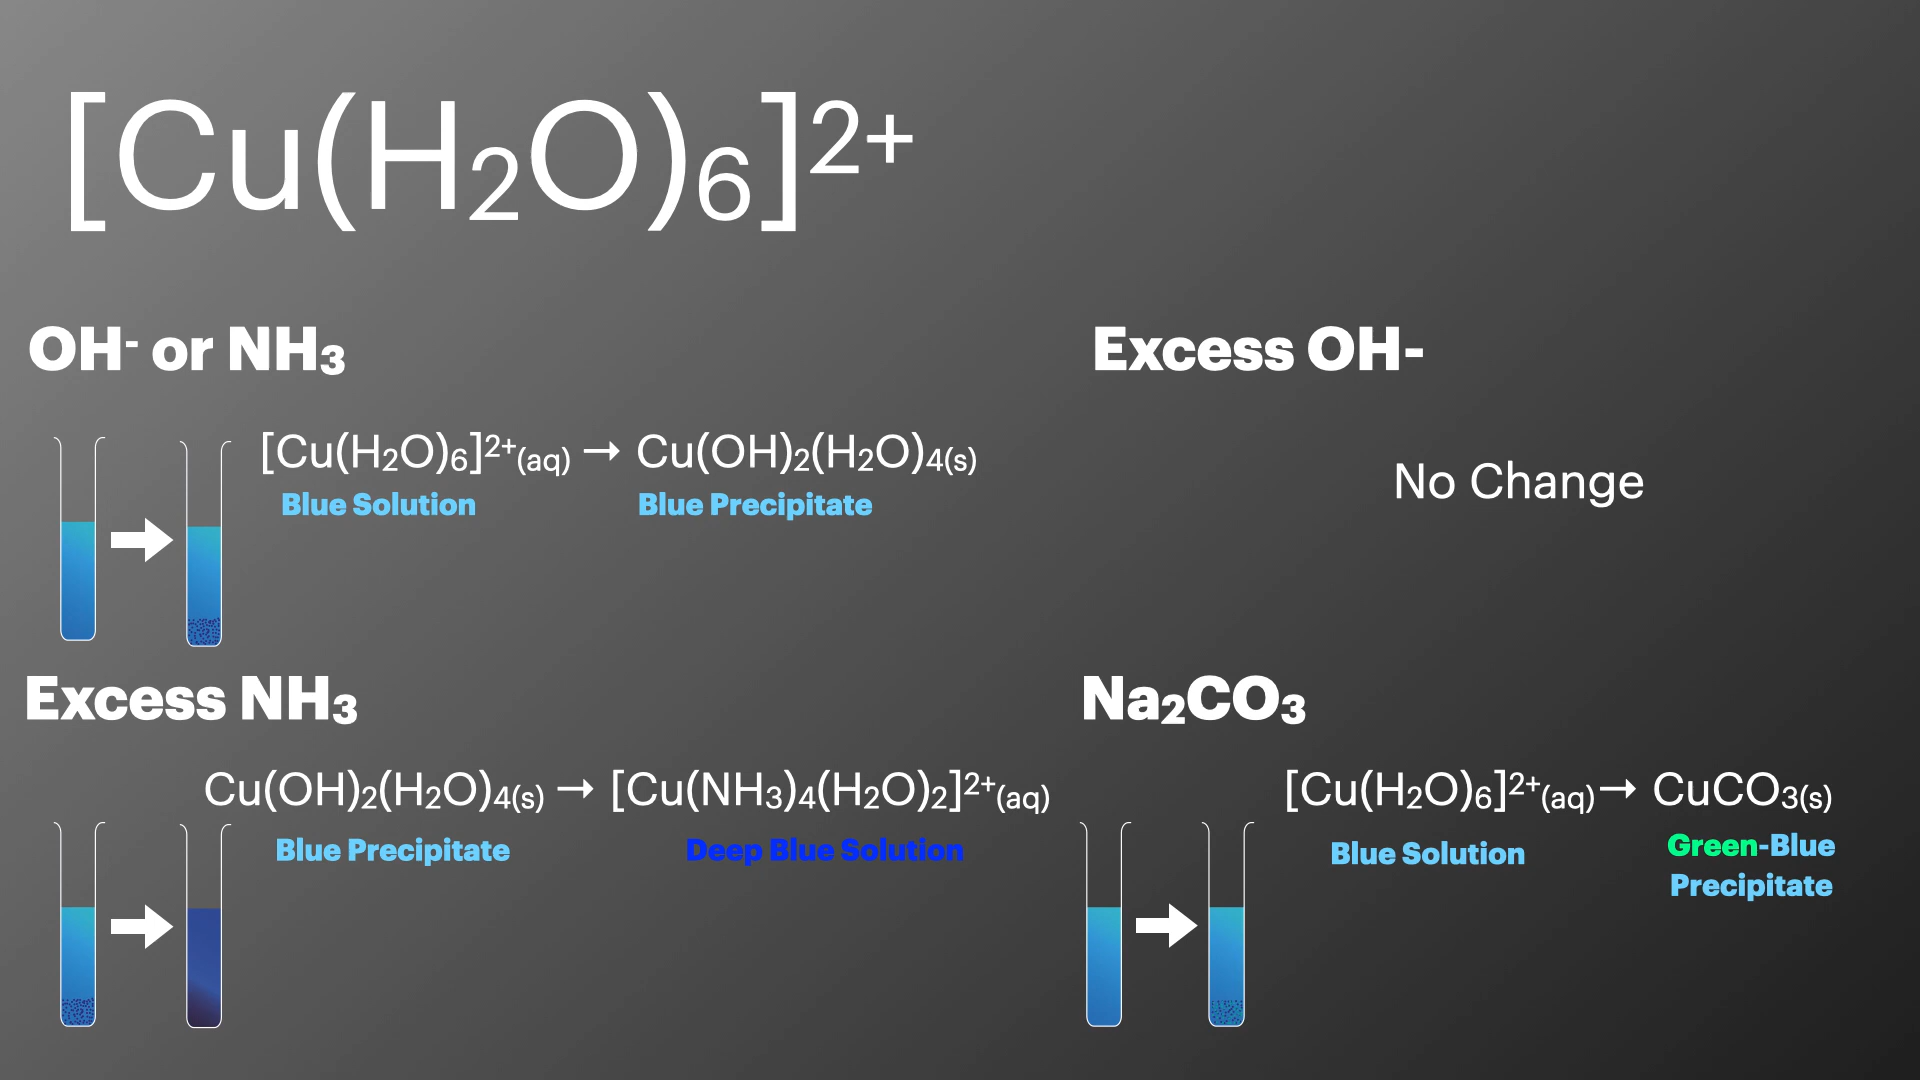 [Cu(H₂O)₆]²⁺
OH⁻ or NH₃
[Cu(H₂O)₆]²⁺(aq) → Cu(OH)₂(H₂O)₄(s)
Blue Solution
Blue Precipitate
Excess OH-
No Change
Excess NH₃
Cu(OH)₂(H₂O)₄(s) → [Cu(NH₃)₄(H₂O)₂]²⁺(aq)
Blue Precipitate
Deep Blue Solution
Na₂CO₃
[Cu(H₂O)₆]²⁺(aq)→ CuCO₃(s)
Blue Solution
Green-Blue
Precipitate